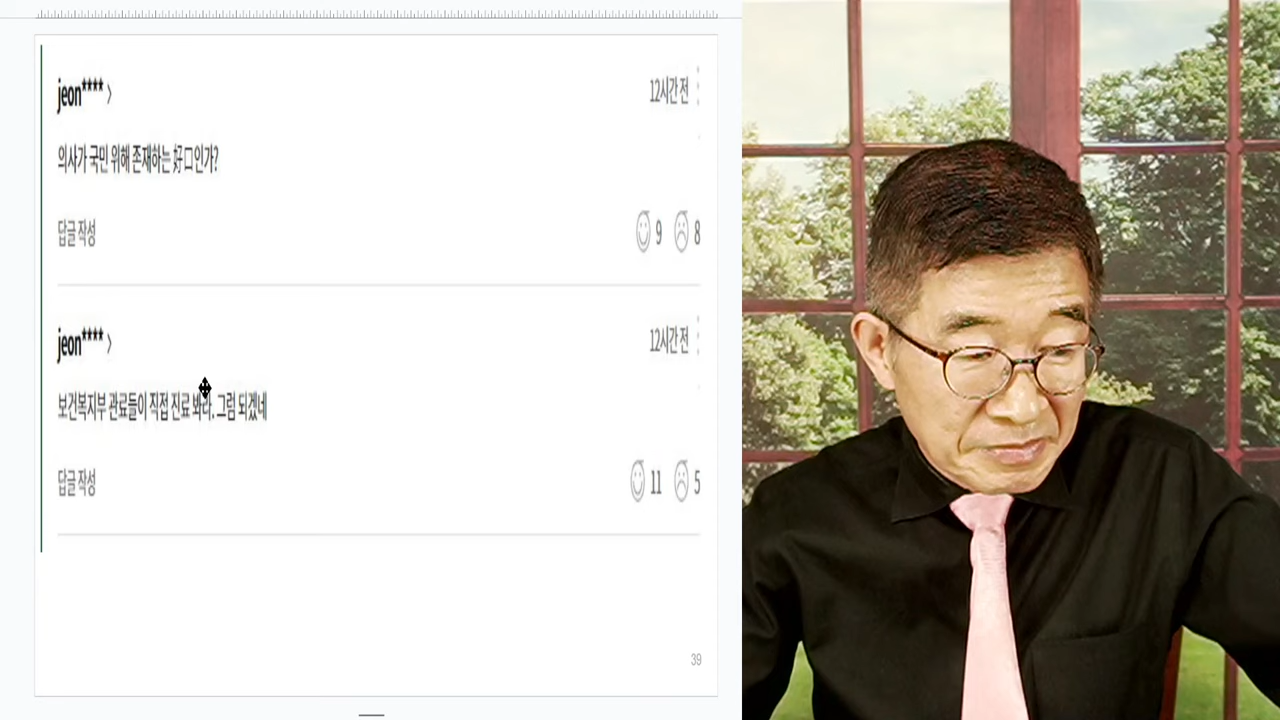 jeon**** 〉
12시간 전
의사가 국민 위해 존재하는 好口인가?
답글 작성
9 8
jeon**** 〉
12시간 전
보건복지부 관료들이 직접 진료 봐라. 그럼 되겠네
답글 작성
11 5
39